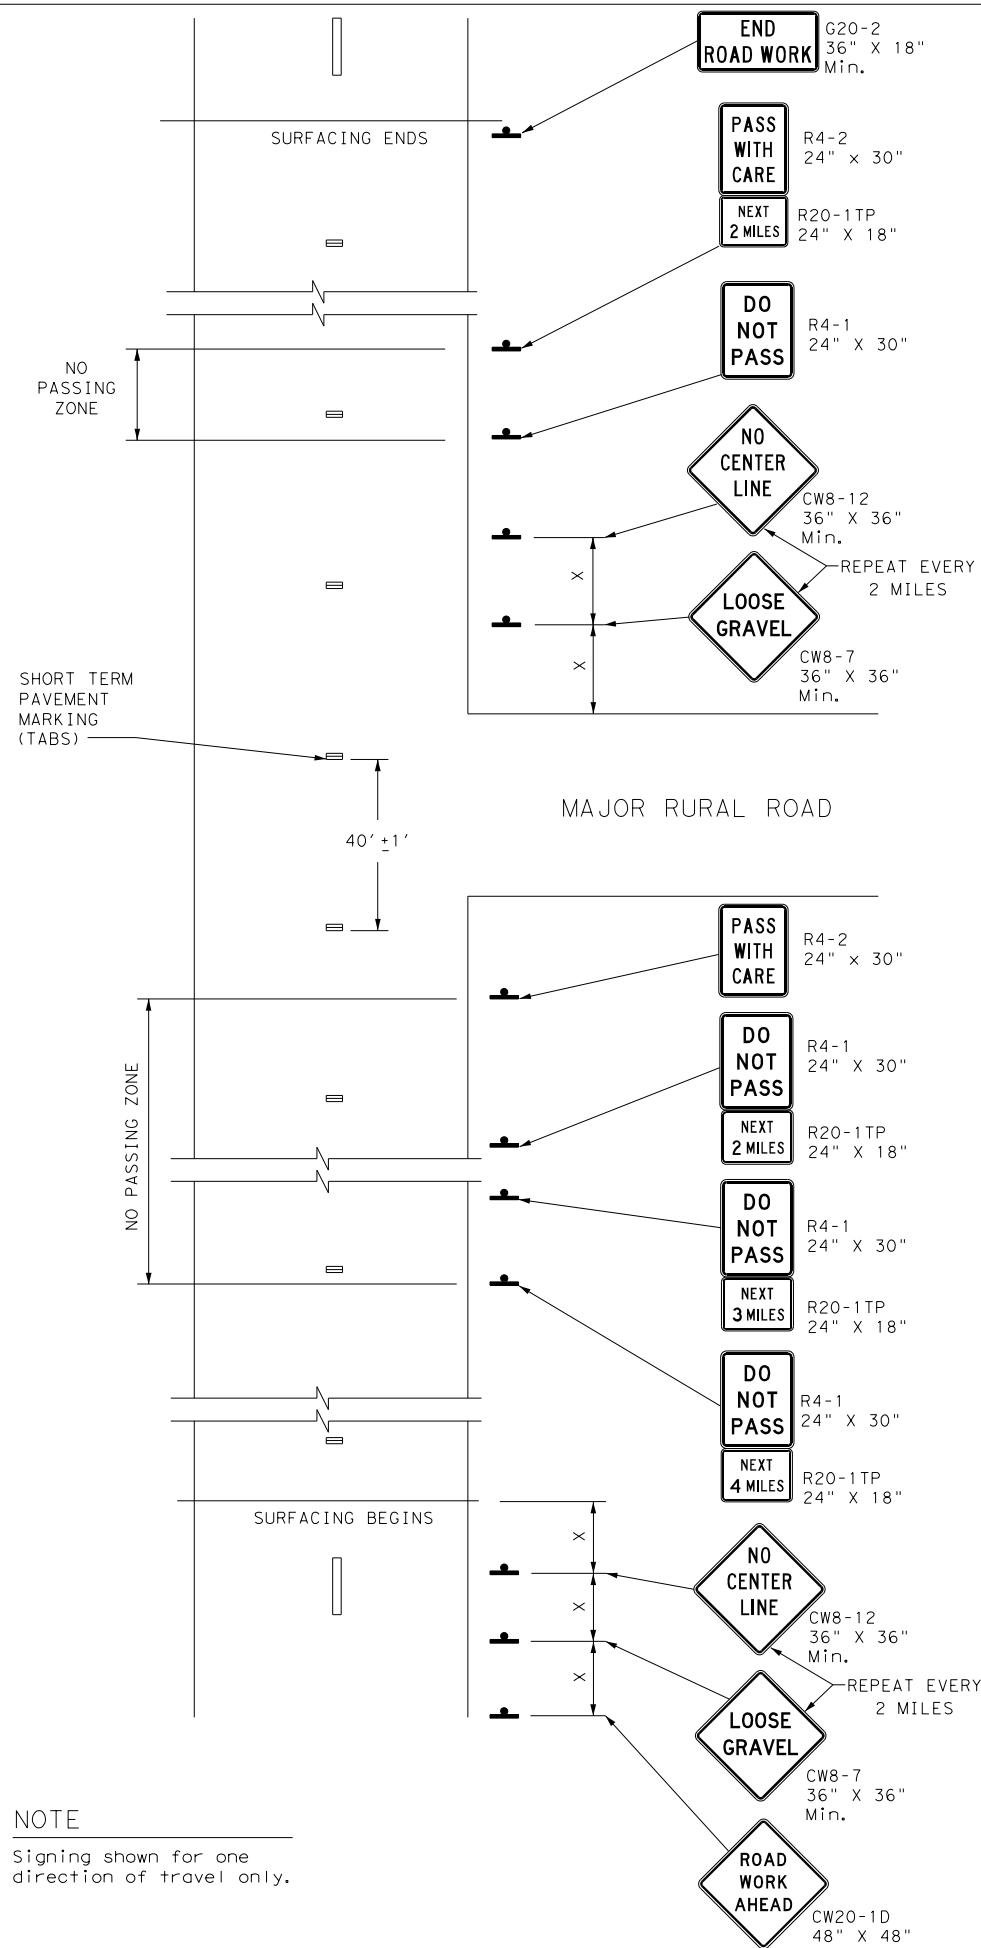 END
ROAD WORK
G20-2
36" X 18"
Min.
SURFACING ENDS
PASS
WITH
CARE
R4-2
24" x 30"
NEXT
2 MILES
R20-1TP
24" X 18"
DO
NOT
PASS
R4-1
24" X 30"
NO
PASSING
ZONE
NO
CENTER
LINE
CW8-12
36" X 36"
Min.
X
REPEAT EVERY
2 MILES
LOOSE
GRAVEL
CW8-7
36" X 36"
Min.
X
SHORT TERM
PAVEMENT
MARKING
(TABS)
40' ±1'
MAJOR RURAL ROAD
PASS
WITH
CARE
R4-2
24" x 30"
NO PASSING ZONE
DO
NOT
PASS
R4-1
24" X 30"
NEXT
2 MILES
R20-1TP
24" X 18"
DO
NOT
PASS
R4-1
24" X 30"
NEXT
3 MILES
R20-1TP
24" X 18"
DO
NOT
PASS
R4-1
24" X 30"
NEXT
4 MILES
R20-1TP
24" X 18"
SURFACING BEGINS
X
NO
CENTER
LINE
CW8-12
36" X 36"
Min.
X
REPEAT EVERY
2 MILES
X
LOOSE
GRAVEL
CW8-7
36" X 36"
Min.
NOTE
Signing shown for one
direction of travel only.
ROAD
WORK
AHEAD
CW20-1D
48" X 48"